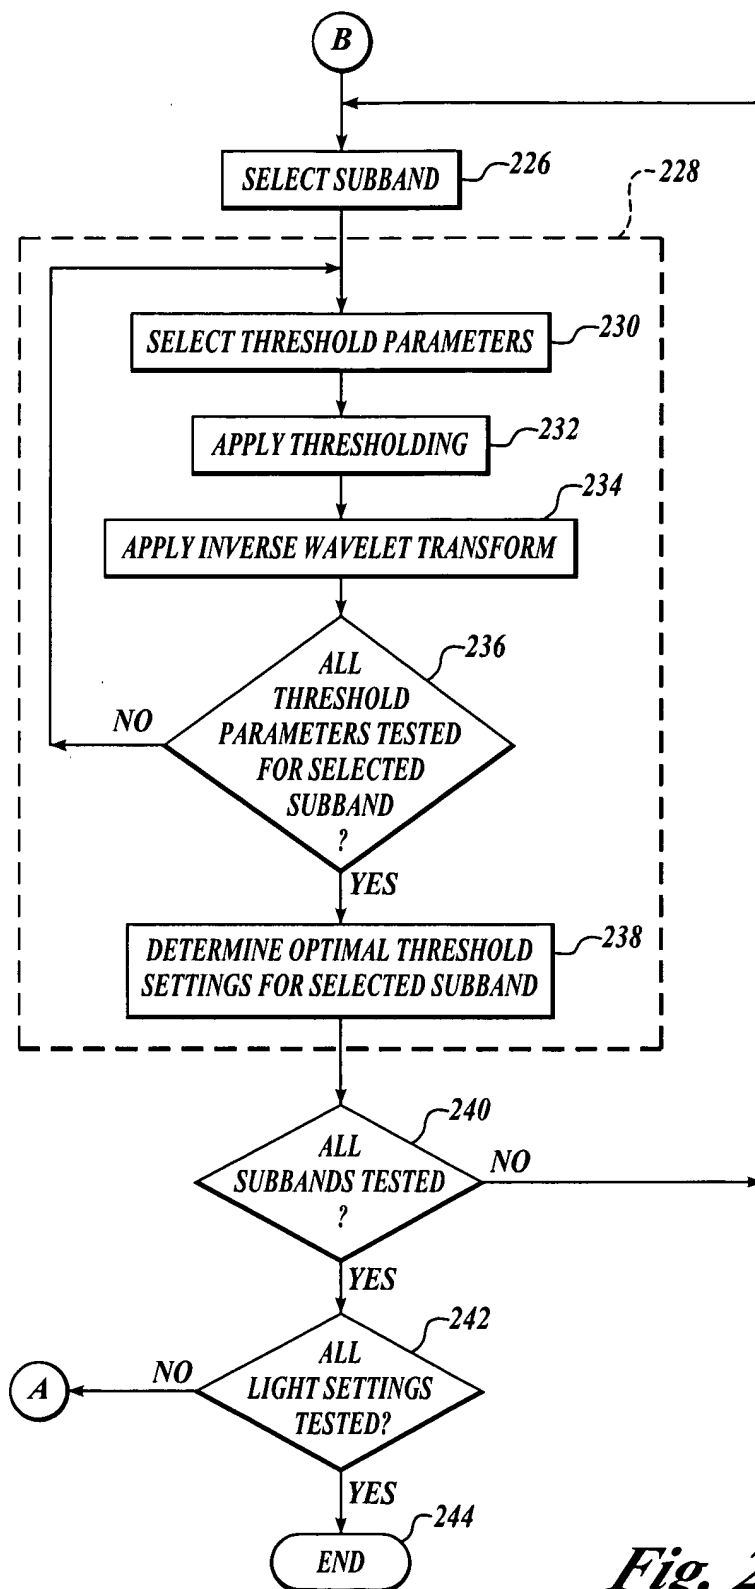 B
SELECT SUBBAND
226
228
SELECT THRESHOLD PARAMETERS
230
APPLY THRESHOLDING
232
234
APPLY INVERSE WAVELET TRANSFORM
236
ALL
THRESHOLD
PARAMETERS TESTED
FOR SELECTED
SUBBAND
?
NO
YES
DETERMINE OPTIMAL THRESHOLD
SETTINGS FOR SELECTED SUBBAND
238
240
ALL
SUBBANDS TESTED
?
NO
YES
242
ALL
LIGHT SETTINGS
TESTED?
NO
A
YES
244
END
Fig. 2